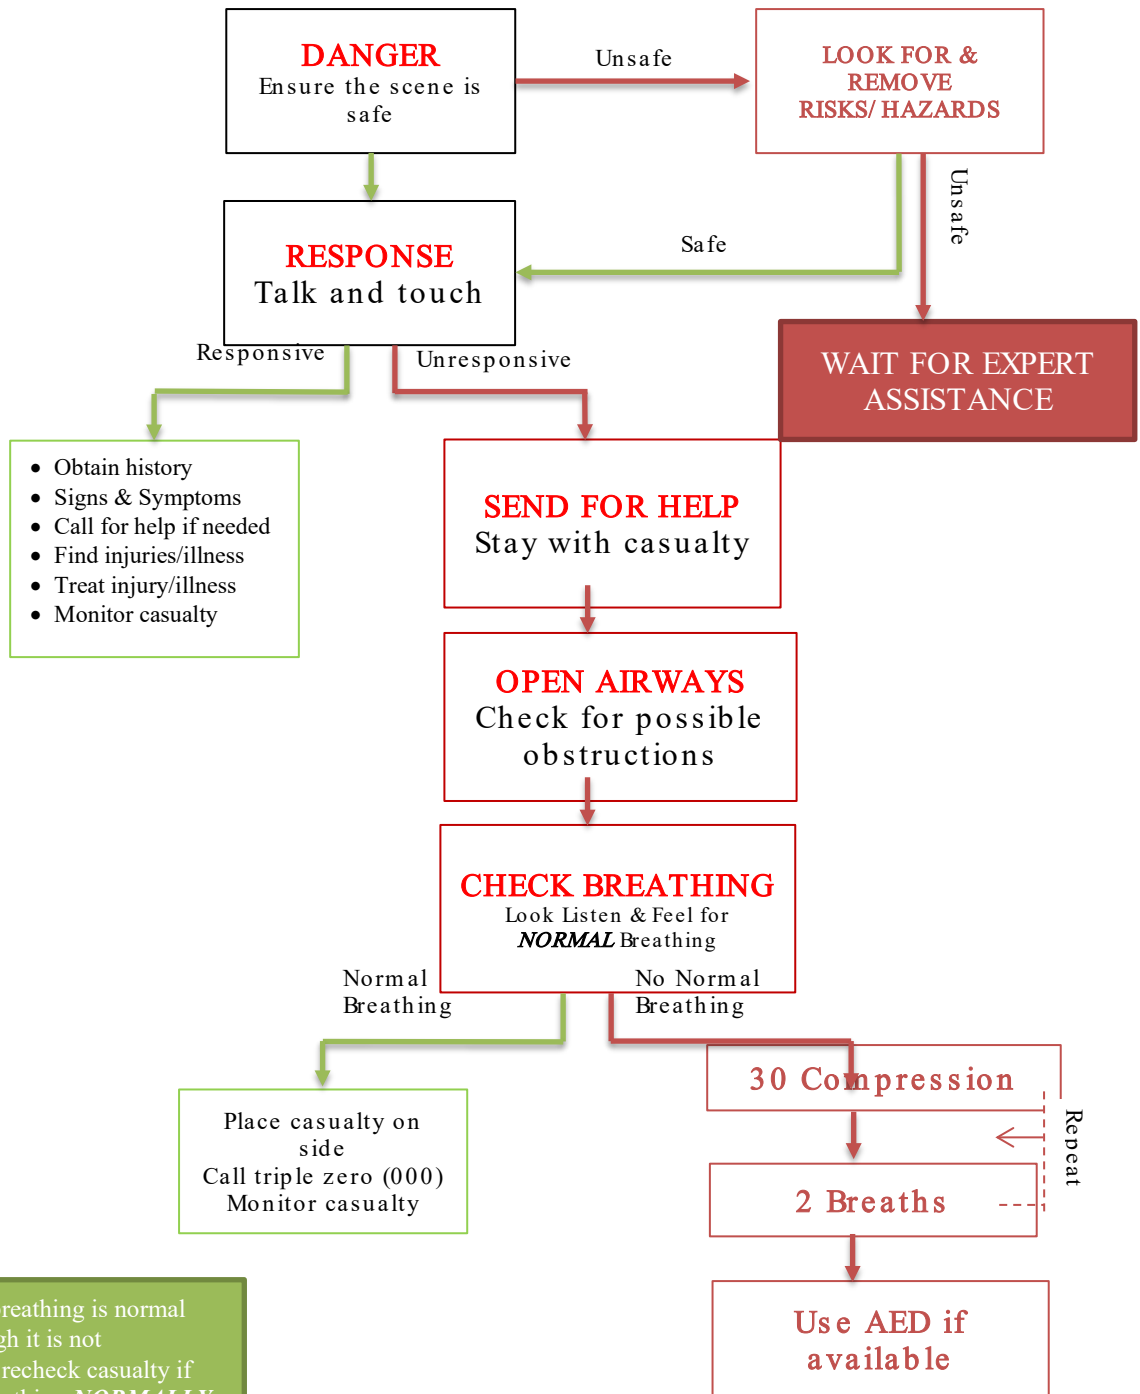 DANGER
Ensure the scene is
safe
Unsafe
LOOK FOR &
REMOVE
RISKS/ HAZARDS
Unsafe
Safe
RESPONSE
Talk and touch
Responsive
Unresponsive
WAIT FOR EXPERT
ASSISTANCE
• Obtain history
• Signs & Symptoms
• Call for help if needed
• Find injuries/illness
• Treat injury/illness
• Monitor casualty
SEND FOR HELP
Stay with casualty
OPEN AIRWAYS
Check for possible
obstructions
CHECK BREATHING
Look Listen & Feel for
NORMAL Breathing
Normal
Breathing
No Normal
Breathing
Place casualty on
side
Call triple zero (000)
Monitor casualty
30 Compression
Repeat
2 Breaths
Use AED if
available
breathing is normal
it is not
recheck casualty if
NORMALLY